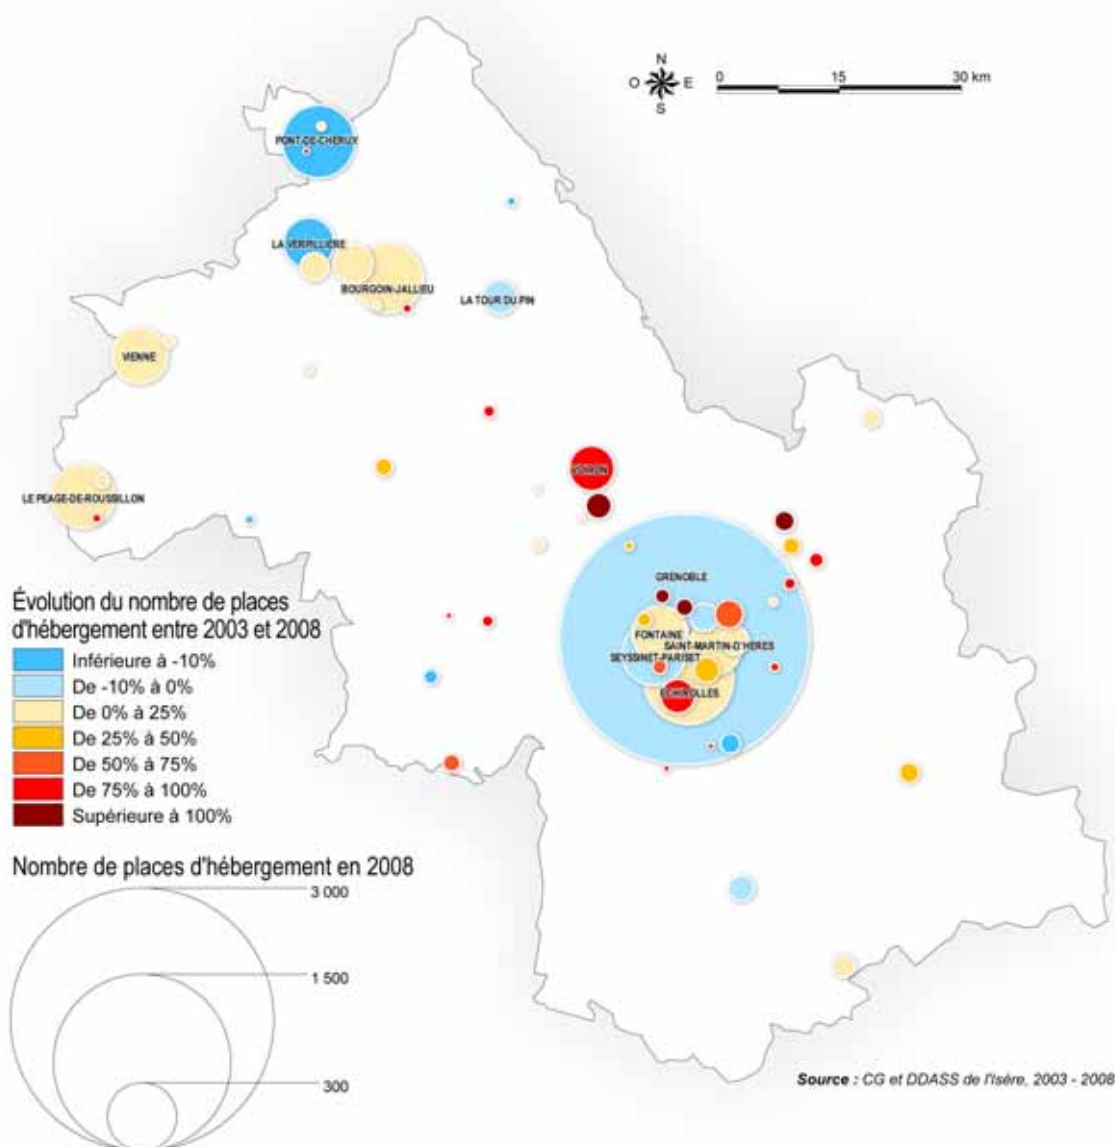 N
O E
S
0 15 30 km
PONT-DE-CHERUY
LA VERPILLIERE
BOURGOIN-JALLIEU
LA TOUR DU PIN
VIENNE
VOIRON
LE PEAGE-DE-ROUSSILLON
GRENOBLE
FONTAINE
SAINT-MARTIN-D'HERES
SEYSSINET-PARISET
ECHIROLLES
Évolution du nombre de places
d'hébergement entre 2003 et 2008
Inférieure à -10%
De -10% à 0%
De 0% à 25%
De 25% à 50%
De 50% à 75%
De 75% à 100%
Supérieure à 100%
Nombre de places d'hébergement en 2008
3 000
1 500
300
Source : CG et DDASS de l'Isère, 2003 - 2008